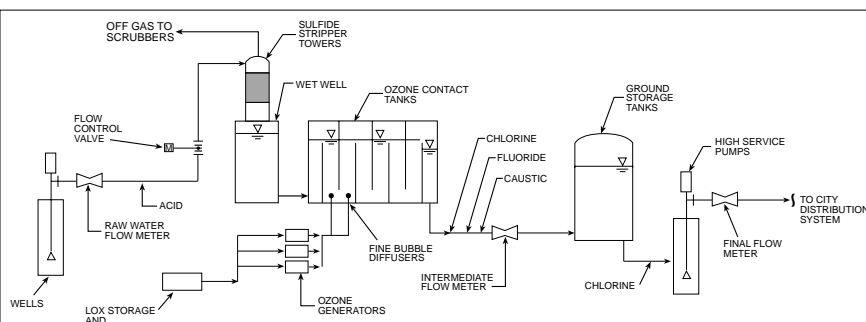 OFF GAS TO
SCRUBBERS
SULFIDE
STRIPPER
TOWERS
WET WELL
OZONE CONTACT
TANKS
GROUND
STORAGE
TANKS
FLOW
CONTROL
VALVE
M
CHLORINE
FLUORIDE
CAUSTIC
HIGH SERVICE
PUMPS
ACID
RAW WATER
FLOW METER
FINE BUBBLE
DIFFUSERS
INTERMEDIATE
FLOW METER
TO CITY
DISTRIBUTION
SYSTEM
FINAL FLOW
METER
CHLORINE
WELLS
LOX STORAGE
AND
OZONE
GENERATORS